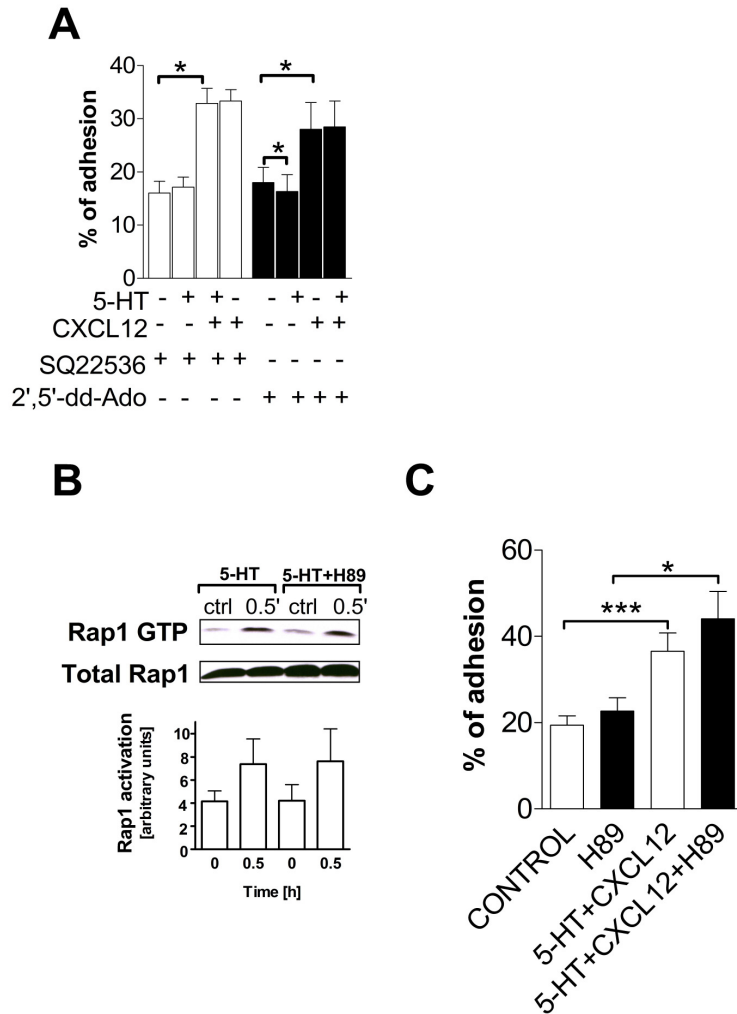 A
% of adhesion
40
30
20
10
0
* * *
5-HT - + + - - + - +
CXCL12 - - + + - - + +
SQ22536 + + + + - - - -
2',5'-dd-Ado - - - - + + + +
B
5-HT 5-HT+H89
ctrl 0.5' ctrl 0.5'
Rap1 GTP
Total Rap1
Rap1 activation
[arbitrary units]
10
8
6
4
2
0
0 0.5 0 0.5
Time [h]
C
% of adhesion
60
40
20
0
*
***
CONTROL
H89
5-HT+CXCL12
5-HT+CXCL12+H89